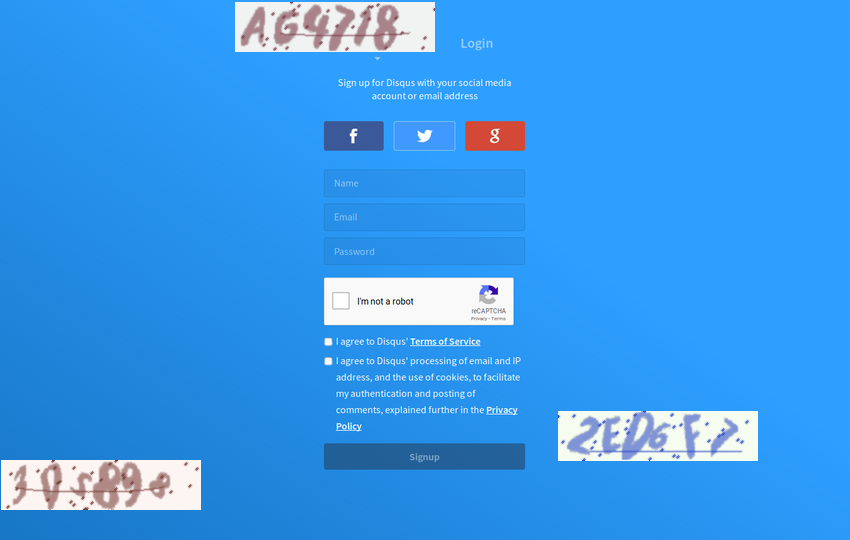 AG4718
Login
Sign up for Disqus with your social media
account or email address
Name
Email
Password
I'm not a robot
reCAPTCHA
Privacy - Terms
I agree to Disqus' Terms of Service
I agree to Disqus' processing of email and IP
address, and the use of cookies, to facilitate
my authentication and posting of
comments, explained further in the Privacy
Policy
2ED6F7
Signup
3DS898